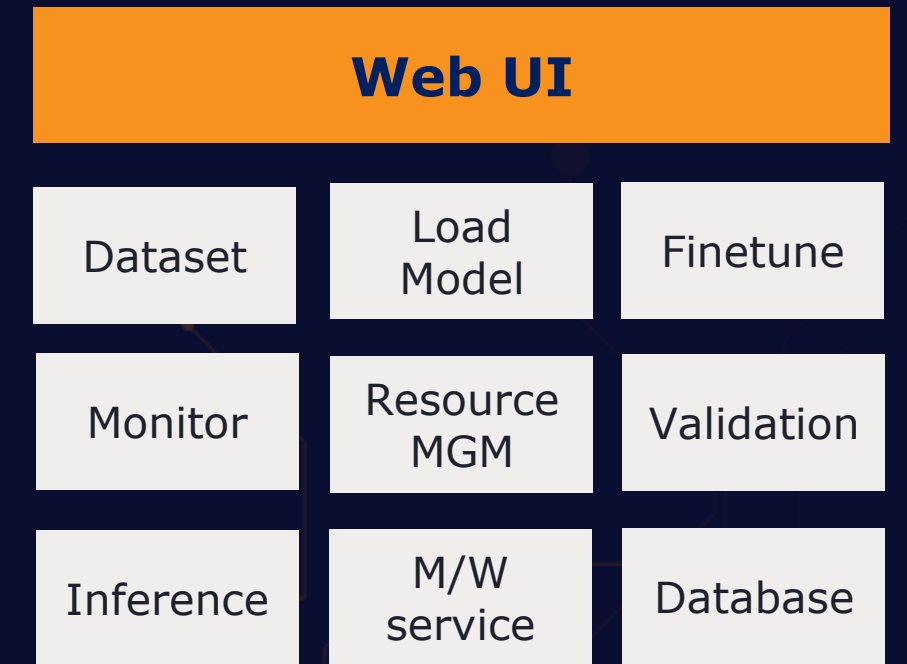 Web UI
Dataset
Load
Model
Finetune
Monitor
Resource
MGM
Validation
Inference
M/W
service
Database